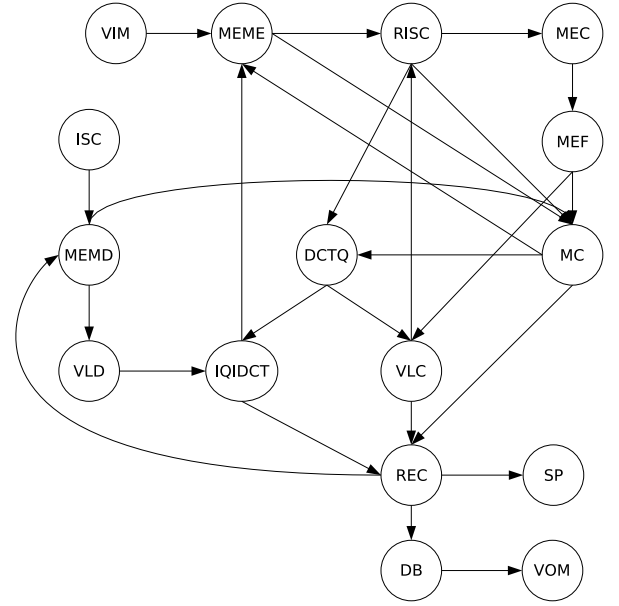 VIM
MEME
RISC
MEC
ISC
MEF
MEMD
DCTQ
MC
VLD
IQIDCT
VLC
REC
SP
DB
VOM